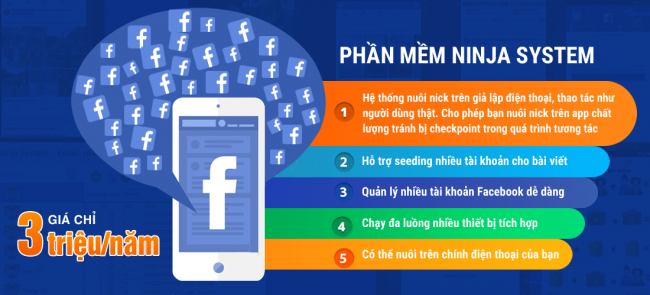 PHẦN MỀM NINJA SYSTEM
1 Hệ thống nuôi nick trên giả lập điện thoại, thao tác như
người dùng thật. Cho phép bạn nuôi nick trên app chất
lượng tránh bị checkpoint trong quá trình tương tác
2 Hỗ trợ seeding nhiều tài khoản cho bài viết
3 Quản lý nhiều tài khoản Facebook dễ dàng
4 Chạy đa luồng nhiều thiết bị tích hợp
5 Có thể nuôi trên chính điện thoại của bạn
GIÁ CHỈ
3 triệu/năm